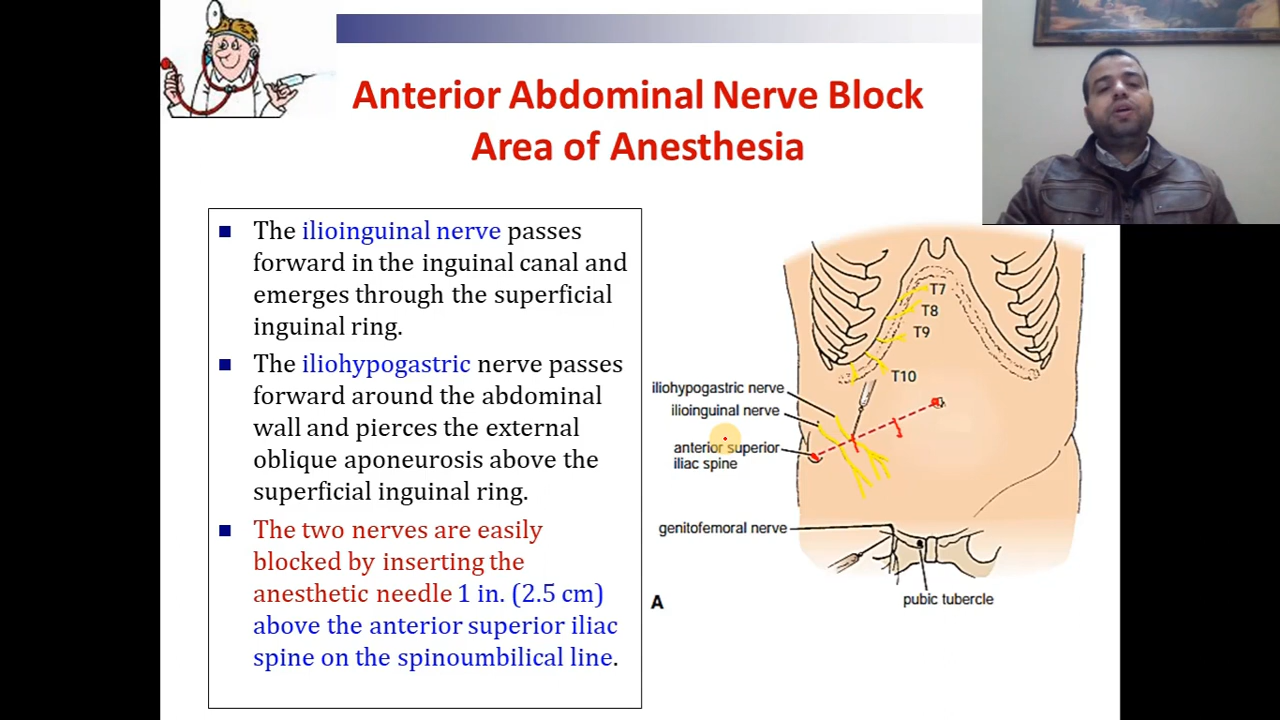 Anterior Abdominal Nerve Block
Area of Anesthesia
The ilioinguinal nerve passes
forward in the inguinal canal and
emerges through the superficial
inguinal ring.
The iliohypogastric nerve passes
forward around the abdominal
wall and pierces the external
oblique aponeurosis above the
superficial inguinal ring.
The two nerves are easily
blocked by inserting the
anesthetic needle 1 in. (2.5 cm)
above the anterior superior iliac
spine on the spinoumbilical line.
T7
T8
T9
T10
iliohypogastric nerve
ilioinguinal nerve
anterior superior
iliac spine
genitofemoral nerve
pubic tubercle
A